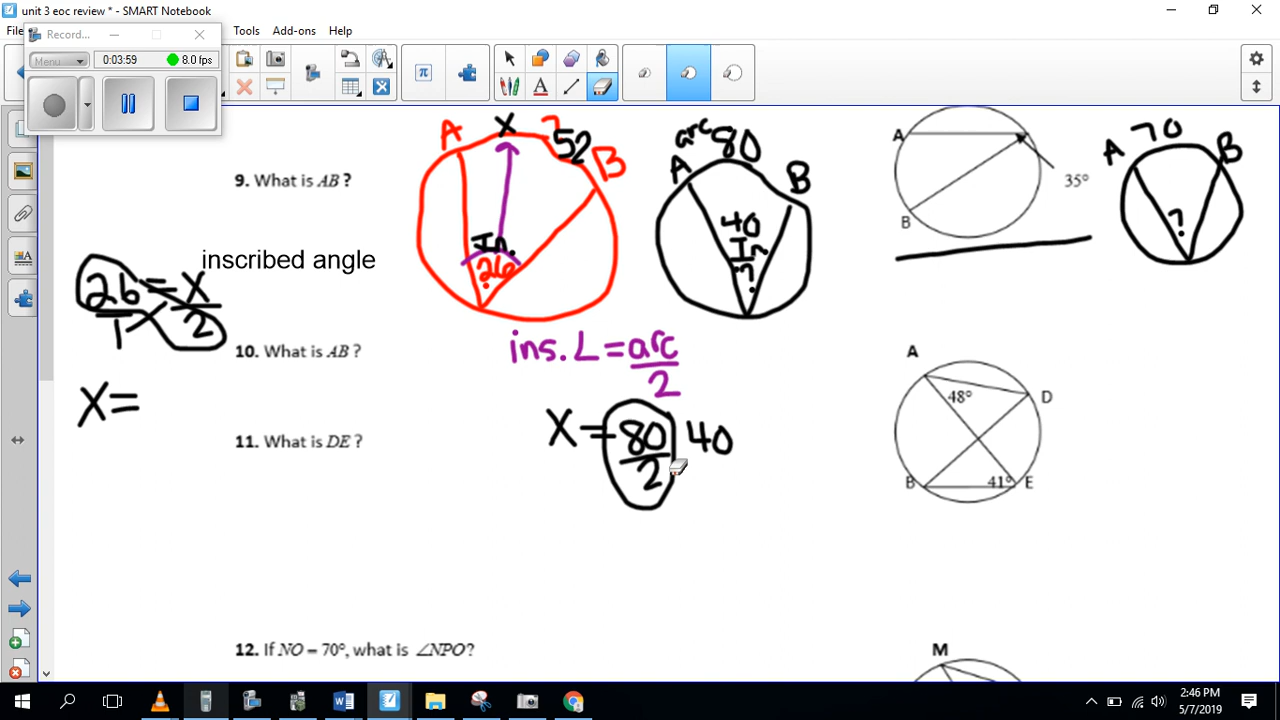 unit 3 eoc review * - SMART Notebook
Record...
Tools
Add-ons
Help
Menu
0:03:59
8.0 fps
A
X
?
52
B
In.
26
?
arc 80
A
B
40
In
?
A
B
35°
A
70
B
?
9. What is AB ?
inscribed angle
26 = X
1 2
X =
ins. L = arc
2
10. What is AB ?
X = 80 40
2
11. What is DE ?
A
48°
D
B
41°
E
12. If NO = 70°, what is ∠NPO?
M
2:46 PM
5/7/2019